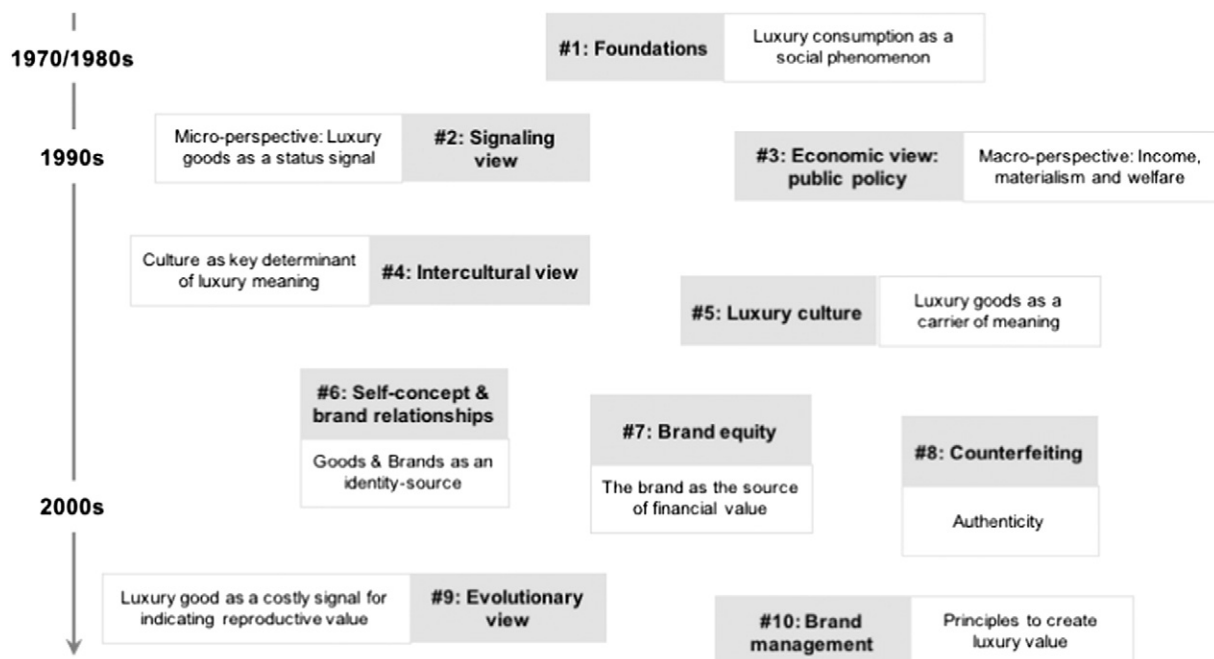 1970/1980s
#1: Foundations
Luxury consumption as a
social phenomenon
1990s
Micro-perspective: Luxury
goods as a status signal
#2: Signaling
view
#3: Economic view:
public policy
Macro-perspective: Income,
materialism and welfare
Culture as key determinant
of luxury meaning
#4: Intercultural view
#5: Luxury culture
Luxury goods as a
carrier of meaning
#6: Self-concept &
brand relationships
Goods & Brands as an
identity-source
#7: Brand equity
The brand as the source
of financial value
#8: Counterfeiting
Authenticity
2000s
Luxury good as a costly signal for
indicating reproductive value
#9: Evolutionary
view
#10: Brand
management
Principles to create
luxury value